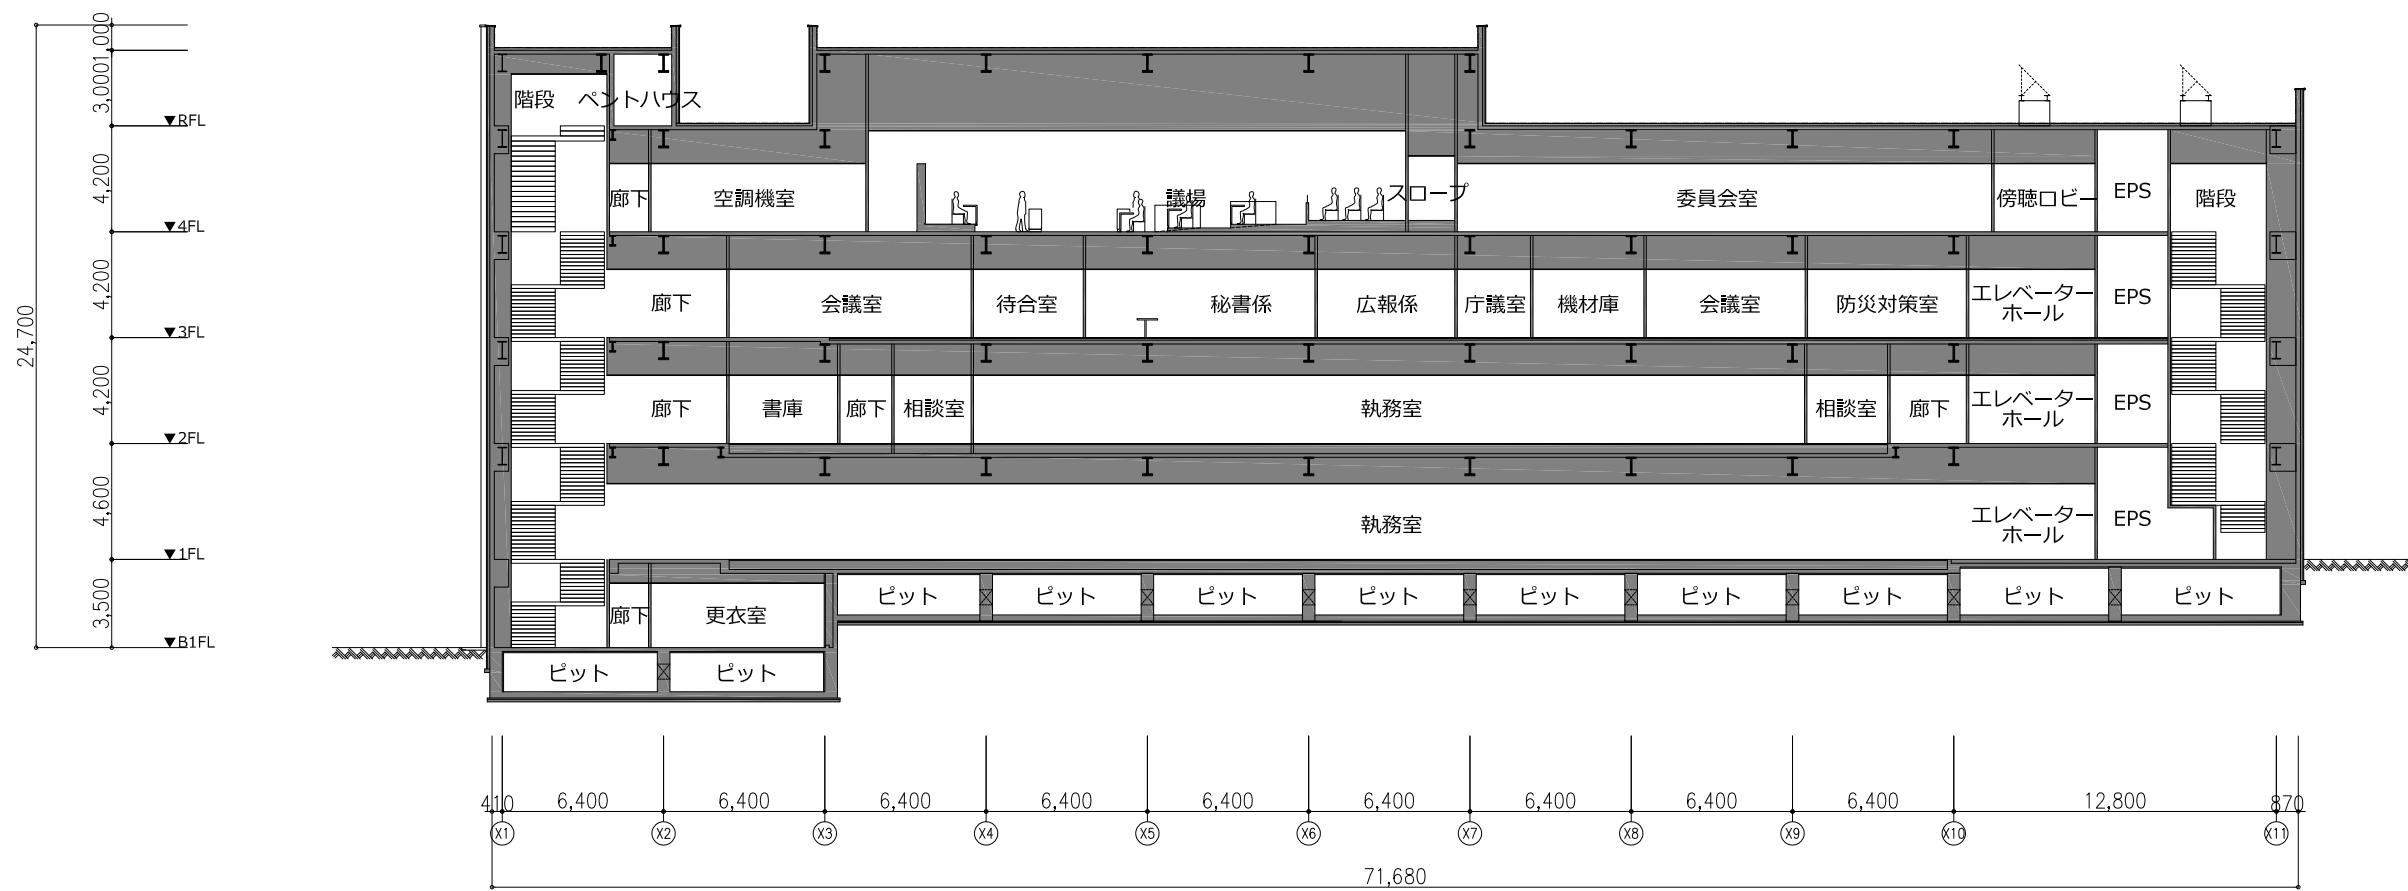 1,000
3,000
階段 ペントハウス
▼RFL
4,200
廊下 空調機室 議場 スロープ 委員会室 傍聴ロビー EPS 階段
▼4FL
4,200
廊下 会議室 待合室 秘書係 広報係 庁議室 機材庫 会議室 防災対策室 エレベーター
ホール EPS
▼3FL
24,700
4,200
廊下 書庫 廊下 相談室 執務室 相談室 廊下 エレベーター
ホール EPS
▼2FL
4,600
執務室 エレベーター
ホール EPS
▼1FL
3,500
ピット ピット ピット ピット ピット ピット ピット ピット ピット
廊下 更衣室
▼B1FL
ピット ピット
410 6,400 6,400 6,400 6,400 6,400 6,400 6,400 6,400 6,400 12,800 870
X1 X2 X3 X4 X5 X6 X7 X8 X9 X10 X11
71,680